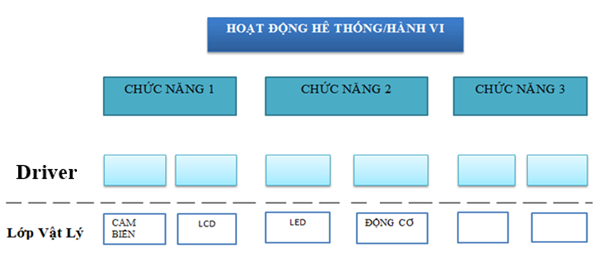 HOẠT ĐỘNG HÊ THỐNG/HÀNH VI
CHỨC NĂNG 1
CHỨC NĂNG 2
CHỨC NĂNG 3
Driver
Lớp Vật Lý
CẢM
BIẾN
LCD
LED
ĐỘNG CƠ